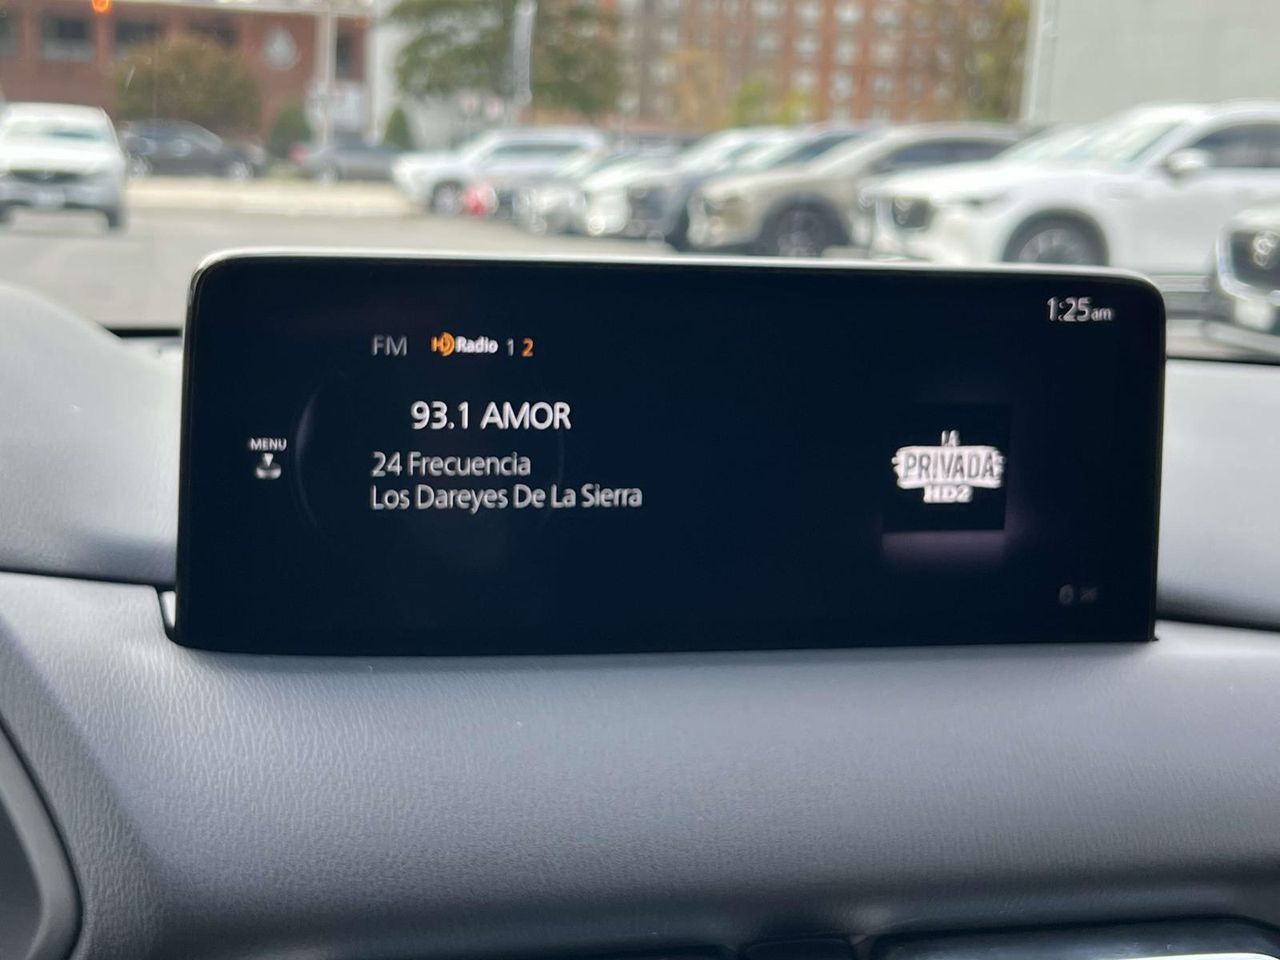 1:25am
FM HD Radio 1 2
93.1 AMOR
MENU
24 Frecuencia
Los Dareyes De La Sierra
LA
PRIVADA
HD2